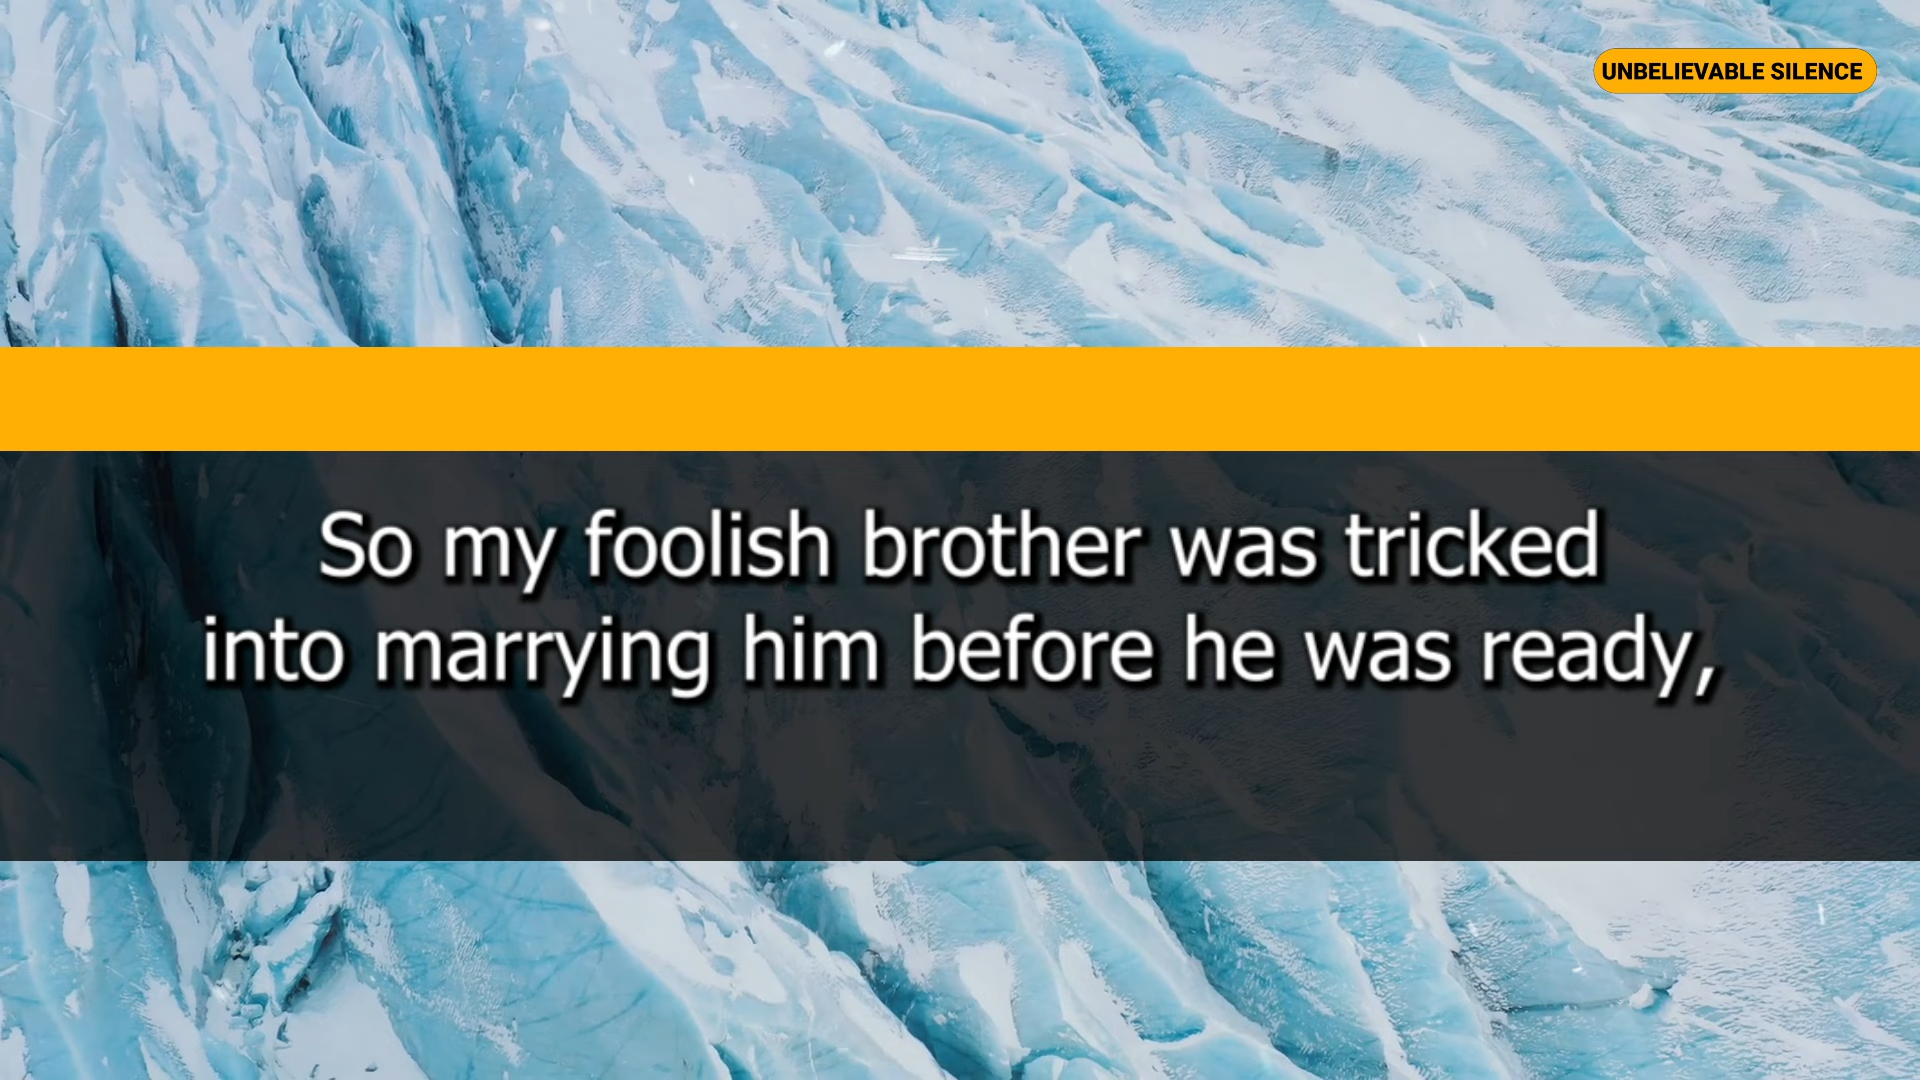 UNBELIEVABLE SILENCE
So my foolish brother was tricked
into marrying him before he was ready,